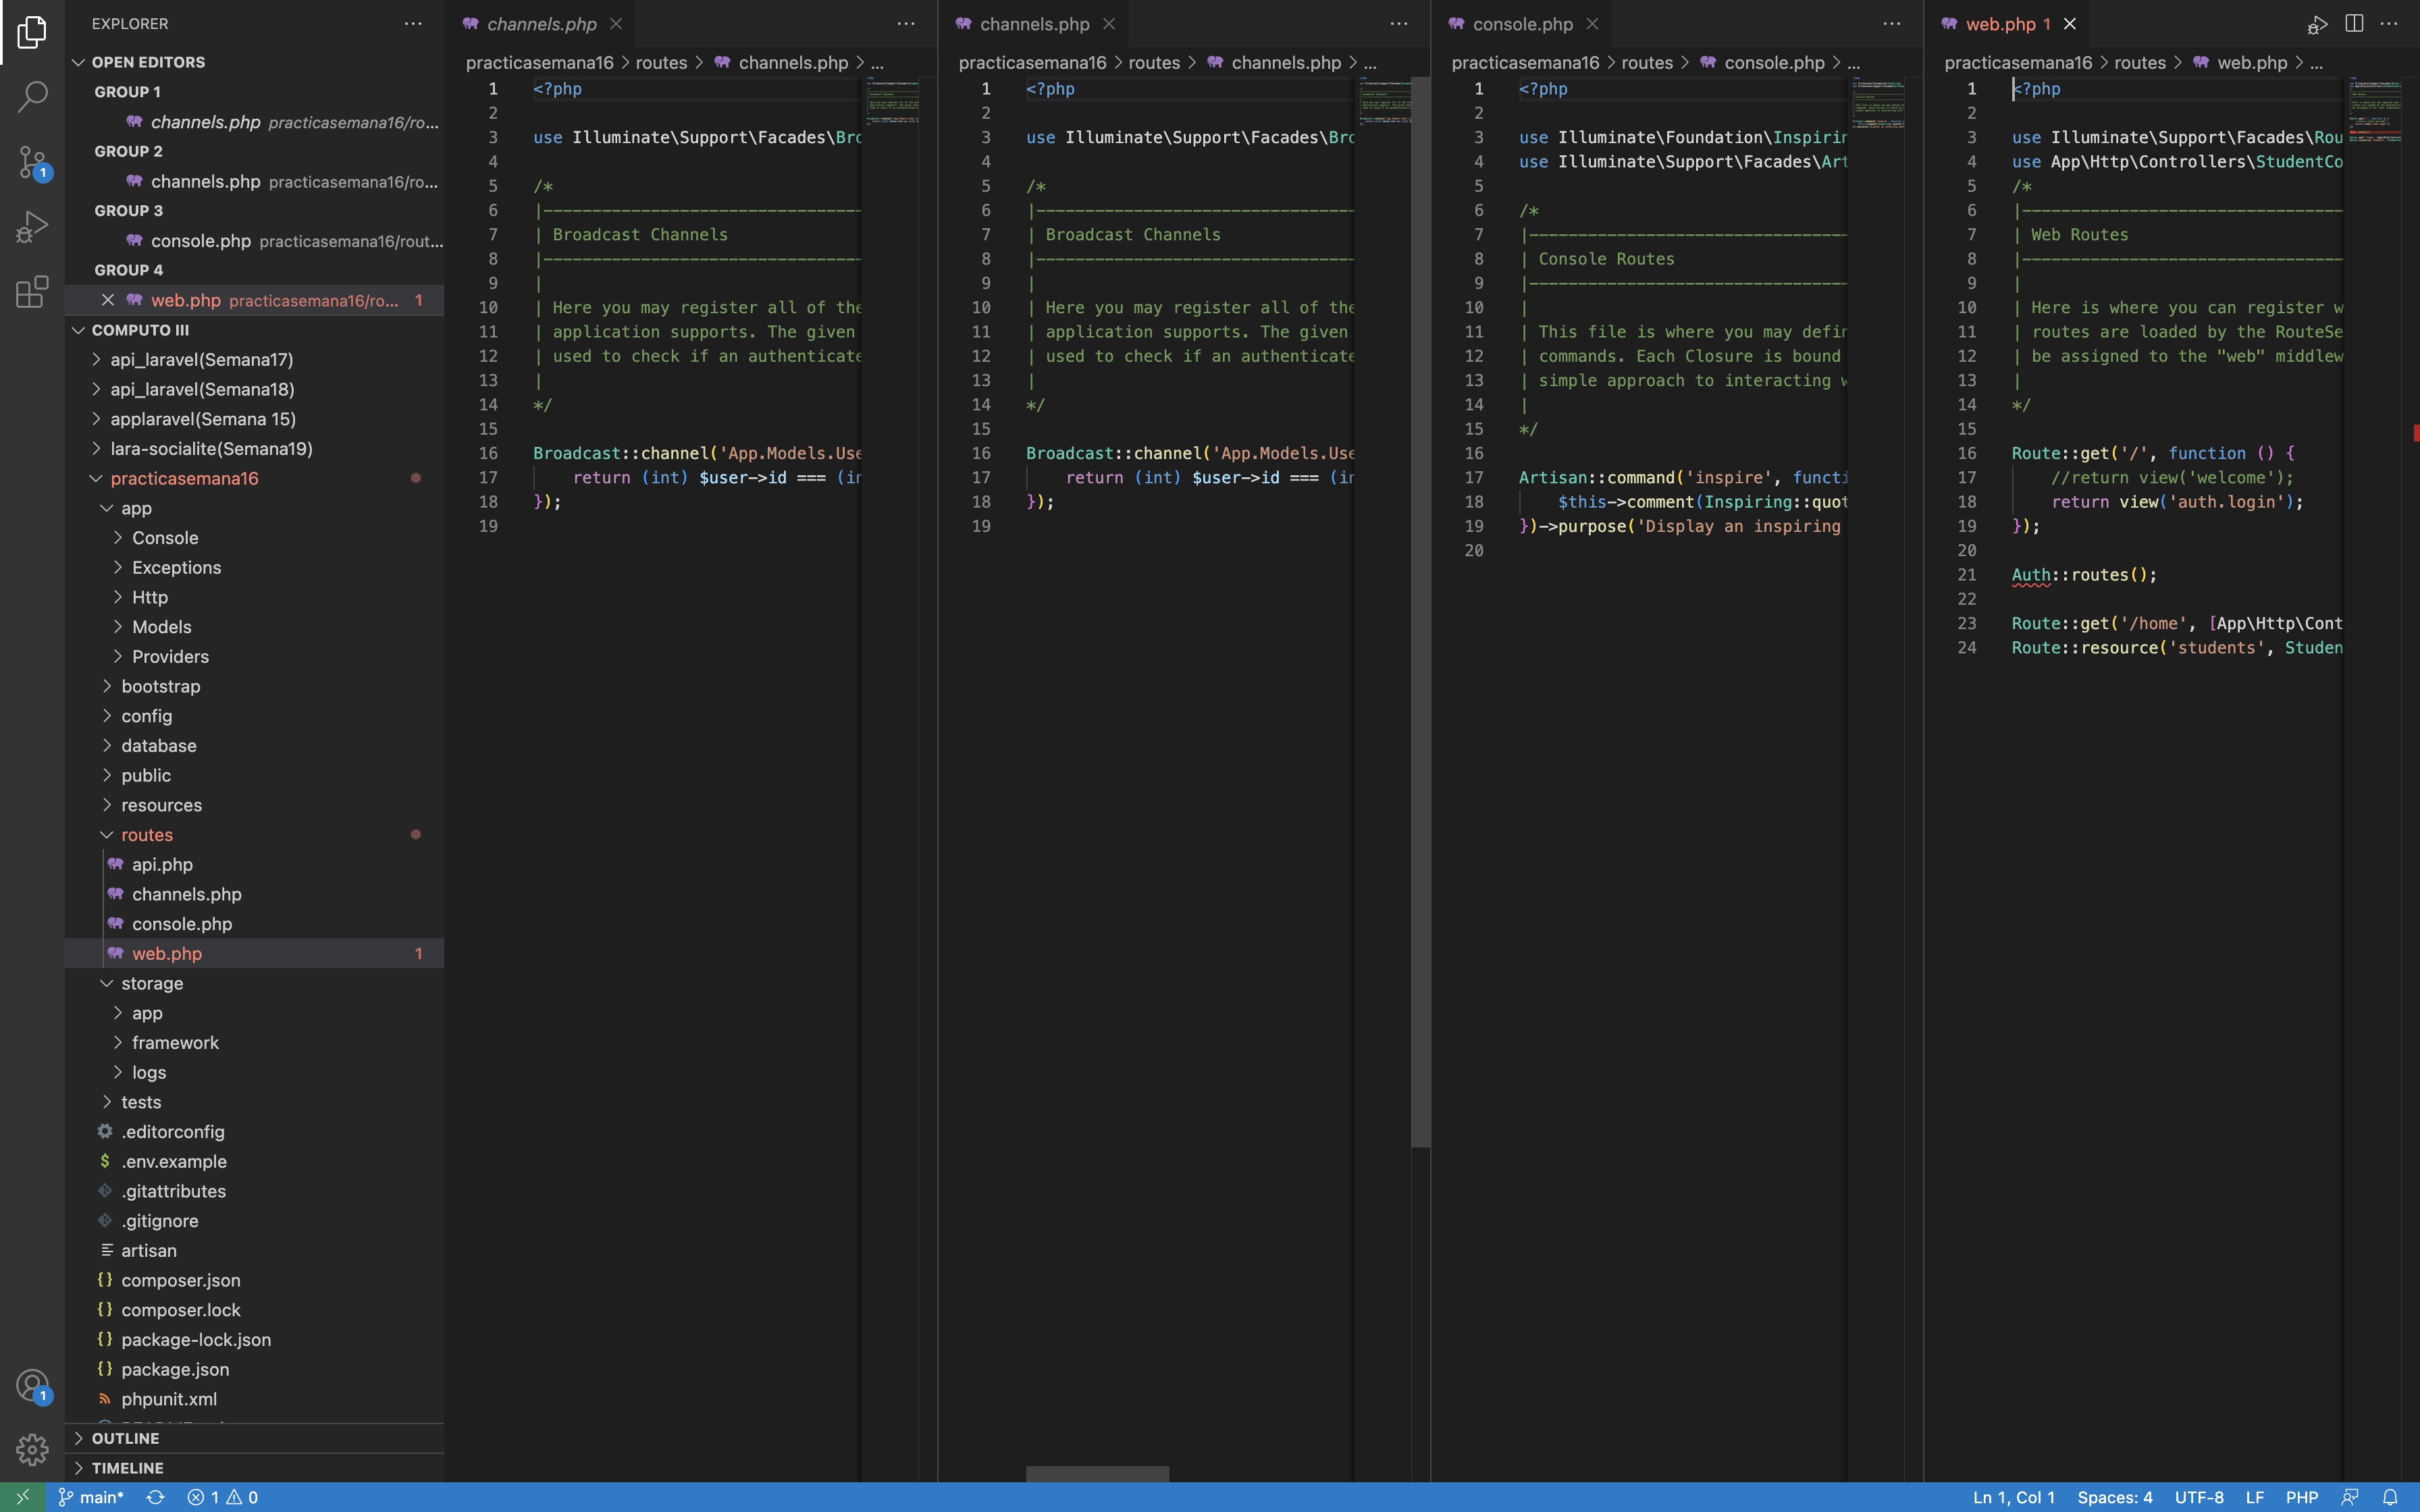 EXPLORER
OPEN EDITORS
GROUP 1
channels.php practicasemana16/ro...
GROUP 2
channels.php practicasemana16/ro...
GROUP 3
console.php practicasemana16/rout...
GROUP 4
web.php practicasemana16/ro... 1
COMPUTO III
api_laravel(Semana17)
api_laravel(Semana18)
applaravel(Semana 15)
lara-socialite(Semana19)
practicasemana16
app
Console
Exceptions
Http
Models
Providers
bootstrap
config
database
public
resources
routes
api.php
channels.php
console.php
web.php 1
storage
app
framework
logs
tests
.editorconfig
.env.example
.gitattributes
.gitignore
artisan
composer.json
composer.lock
package-lock.json
package.json
phpunit.xml
OUTLINE
TIMELINE
1
1
channels.php
practicasemana16 > routes > channels.php > ...
1 <?php
2
3 use Illuminate\Support\Facades\Bro
4
5 /*
6 |---------------------------------
7 | Broadcast Channels
8 |---------------------------------
9 |
10 | Here you may register all of the
11 | application supports. The given
12 | used to check if an authenticate
13 |
14 */
15
16 Broadcast::channel('App.Models.Use
17 return (int) $user->id === (in
18 });
19
channels.php
practicasemana16 > routes > channels.php > ...
1 <?php
2
3 use Illuminate\Support\Facades\Bro
4
5 /*
6 |---------------------------------
7 | Broadcast Channels
8 |---------------------------------
9 |
10 | Here you may register all of the
11 | application supports. The given
12 | used to check if an authenticate
13 |
14 */
15
16 Broadcast::channel('App.Models.Use
17 return (int) $user->id === (in
18 });
19
console.php
practicasemana16 > routes > console.php > ...
1 <?php
2
3 use Illuminate\Foundation\Inspirin
4 use Illuminate\Support\Facades\Art
5
6 /*
7 |---------------------------------
8 | Console Routes
9 |---------------------------------
10 |
11 | This file is where you may defin
12 | commands. Each Closure is bound
13 | simple approach to interacting w
14 |
15 */
16
17 Artisan::command('inspire', functi
18 $this->comment(Inspiring::quot
19 })->purpose('Display an inspiring
20
web.php 1
practicasemana16 > routes > web.php > ...
1 <?php
2
3 use Illuminate\Support\Facades\Rou
4 use App\Http\Controllers\StudentCo
5 /*
6 |---------------------------------
7 | Web Routes
8 |---------------------------------
9 |
10 | Here is where you can register w
11 | routes are loaded by the RouteSe
12 | be assigned to the "web" middlew
13 |
14 */
15
16 Route::get('/', function () {
17 //return view('welcome');
18 return view('auth.login');
19 });
20
21 Auth::routes();
22
23 Route::get('/home', [App\Http\Cont
24 Route::resource('students', Studen
main* 1 0
Ln 1, Col 1 Spaces: 4 UTF-8 LF PHP